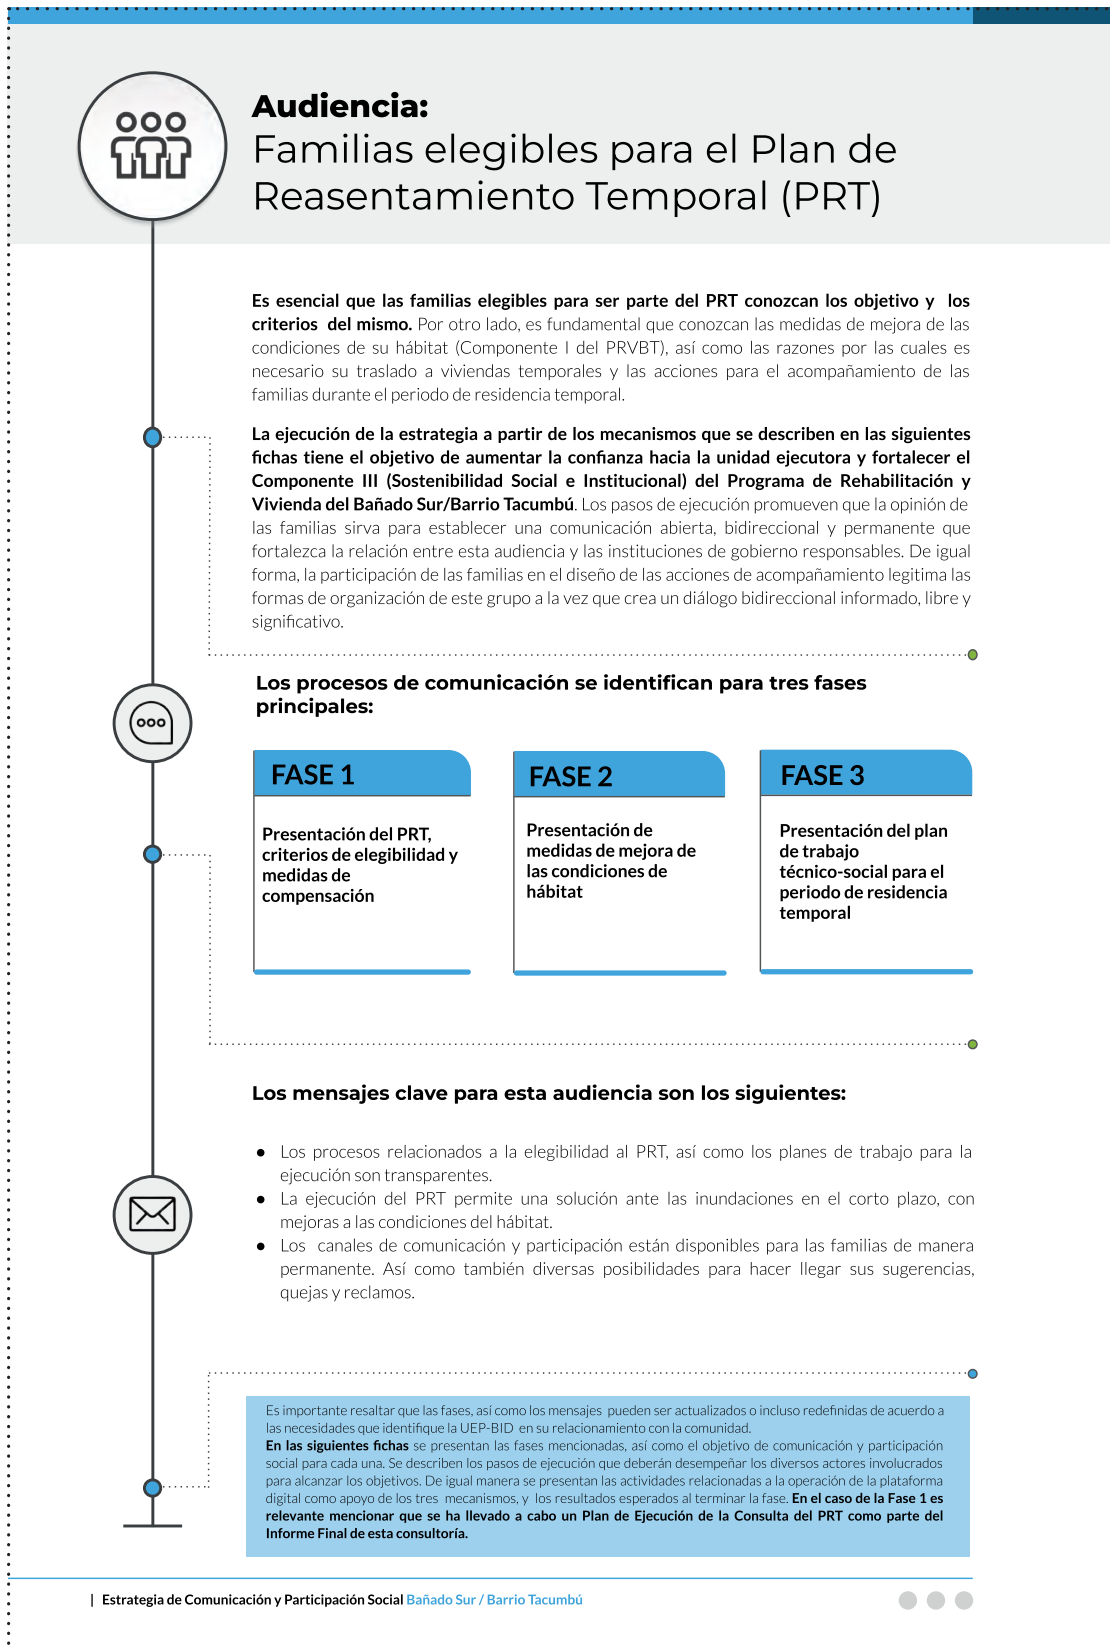 Audiencia:
Familias elegibles para el Plan de
Reasentamiento Temporal (PRT)
Es esencial que las familias elegibles para ser parte del PRT conozcan los objetivo y los
criterios del mismo. Por otro lado, es fundamental que conozcan las medidas de mejora de las
condiciones de su hábitat (Componente I del PRVBT), así como las razones por las cuales es
necesario su traslado a viviendas temporales y las acciones para el acompañamiento de las
familias durante el periodo de residencia temporal.
La ejecución de la estrategia a partir de los mecanismos que se describen en las siguientes
fichas tiene el objetivo de aumentar la confianza hacia la unidad ejecutora y fortalecer el
Componente III (Sostenibilidad Social e Institucional) del Programa de Rehabilitación y
Vivienda del Bañado Sur/Barrio Tacumbú. Los pasos de ejecución promueven que la opinión de
las familias sirva para establecer una comunicación abierta, bidireccional y permanente que
fortalezca la relación entre esta audiencia y las instituciones de gobierno responsables. De igual
forma, la participación de las familias en el diseño de las acciones de acompañamiento legitima las
formas de organización de este grupo a la vez que crea un diálogo bidireccional informado, libre y
significativo.
Los procesos de comunicación se identifican para tres fases
principales:
FASE 1
Presentación del PRT,
criterios de elegibilidad y
medidas de
compensación
FASE 2
Presentación de
medidas de mejora de
las condiciones de
hábitat
FASE 3
Presentación del plan
de trabajo
técnico-social para el
periodo de residencia
temporal
Los mensajes clave para esta audiencia son los siguientes:
● Los procesos relacionados a la elegibilidad al PRT, así como los planes de trabajo para la
ejecución son transparentes.
● La ejecución del PRT permite una solución ante las inundaciones en el corto plazo, con
mejoras a las condiciones del hábitat.
● Los canales de comunicación y participación están disponibles para las familias de manera
permanente. Así como también diversas posibilidades para hacer llegar sus sugerencias,
quejas y reclamos.
Es importante resaltar que las fases, así como los mensajes pueden ser actualizados o incluso redefinidas de acuerdo a
las necesidades que identifique la UEP-BID en su relacionamiento con la comunidad.
En las siguientes fichas se presentan las fases mencionadas, así como el objetivo de comunicación y participación
social para cada una. Se describen los pasos de ejecución que deberán desempeñar los diversos actores involucrados
para alcanzar los objetivos. De igual manera se presentan las actividades relacionadas a la operación de la plataforma
digital como apoyo de los tres mecanismos, y los resultados esperados al terminar la fase. En el caso de la Fase 1 es
relevante mencionar que se ha llevado a cabo un Plan de Ejecución de la Consulta del PRT como parte del
Informe Final de esta consultoría.
| Estrategia de Comunicación y Participación Social Bañado Sur / Barrio Tacumbú